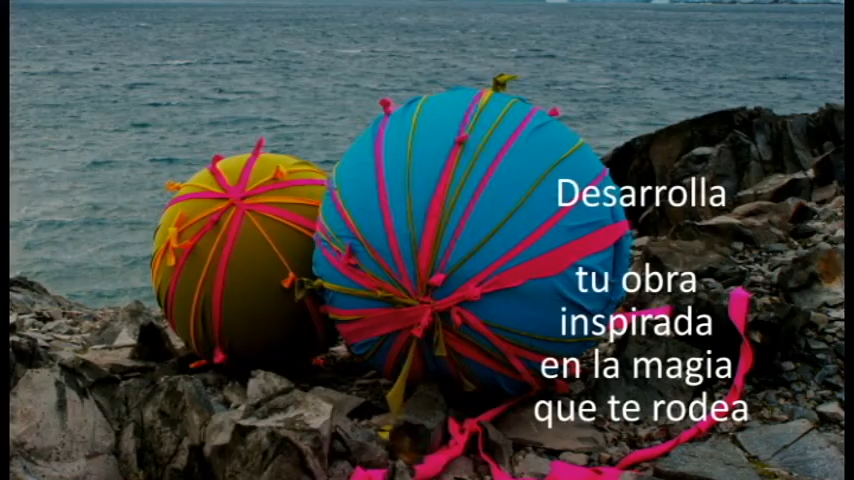 Desarrolla
tu obra
inspirada
en la magia
que te rodea